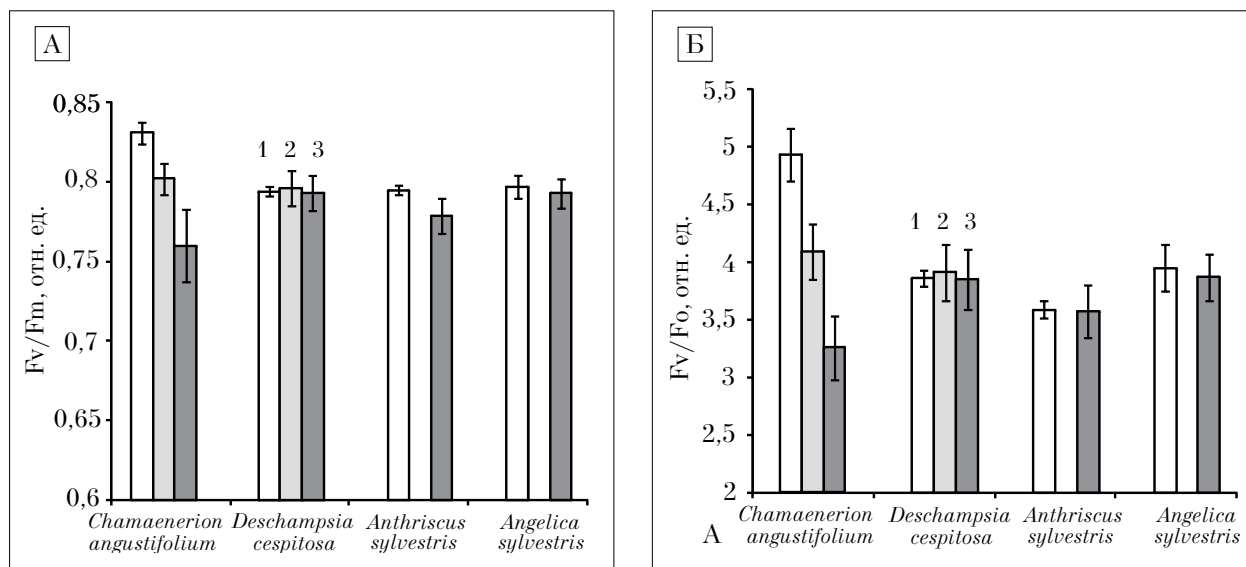 А
Fv/Fm, отн. ед.
0,85
0,8
0,75
0,7
0,65
0,6
1 2 3
Chamaenerion angustifolium
Deschampsia cespitosa
Anthriscus sylvestris
Angelica sylvestris
Б
Fv/Fo, отн. ед.
5,5
5
4,5
4
3,5
3
2,5
2
1 2 3
А
Chamaenerion angustifolium
Deschampsia cespitosa
Anthriscus sylvestris
Angelica sylvestris